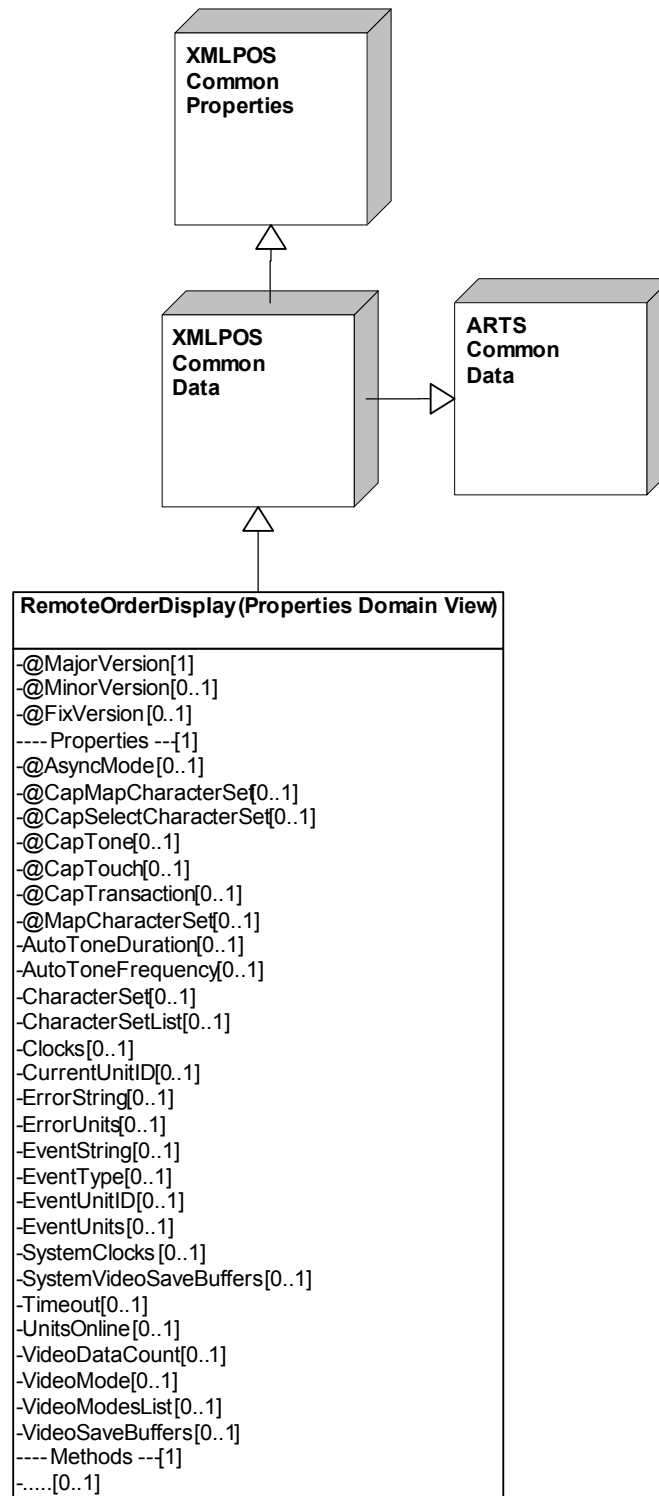 XMLPOS
Common
Properties
XMLPOS
Common
Data
ARTS
Common
Data
RemoteOrderDisplay(Properties Domain View)
-@MajorVersion[1]
-@MinorVersion[0..1]
-@FixVersion[0..1]
---- Properties ---[1]
-@AsyncMode[0..1]
-@CapMapCharacterSet[0..1]
-@CapSelectCharacterSet[0..1]
-@CapTone[0..1]
-@CapTouch[0..1]
-@CapTransaction[0..1]
-@MapCharacterSet[0..1]
-AutoToneDuration[0..1]
-AutoToneFrequency[0..1]
-CharacterSet[0..1]
-CharacterSetList[0..1]
-Clocks[0..1]
-CurrentUnitID[0..1]
-ErrorString[0..1]
-ErrorUnits[0..1]
-EventString[0..1]
-EventType[0..1]
-EventUnitID[0..1]
-EventUnits[0..1]
-SystemClocks[0..1]
-SystemVideoSaveBuffers[0..1]
-Timeout[0..1]
-UnitsOnline[0..1]
-VideoDataCount[0..1]
-VideoMode[0..1]
-VideoModesList[0..1]
-VideoSaveBuffers[0..1]
---- Methods ---[1]
-.....[0..1]